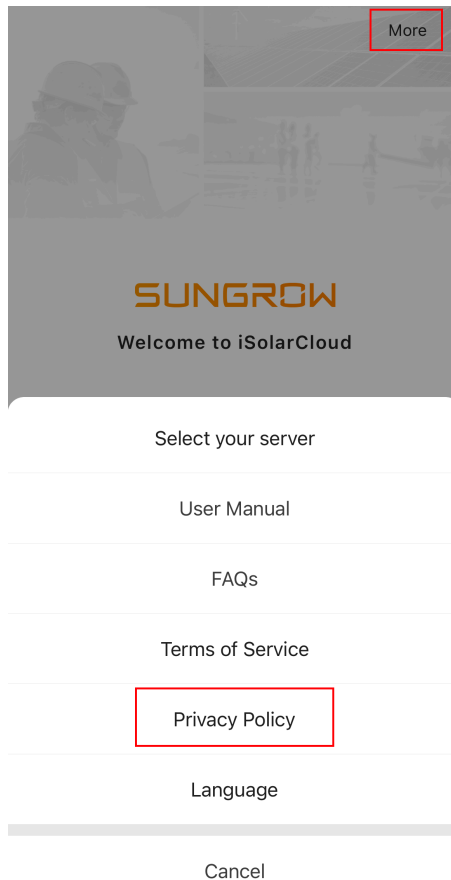 More
SUNGROW
Welcome to iSolarCloud
Select your server
User Manual
FAQs
Terms of Service
Privacy Policy
Language
Cancel